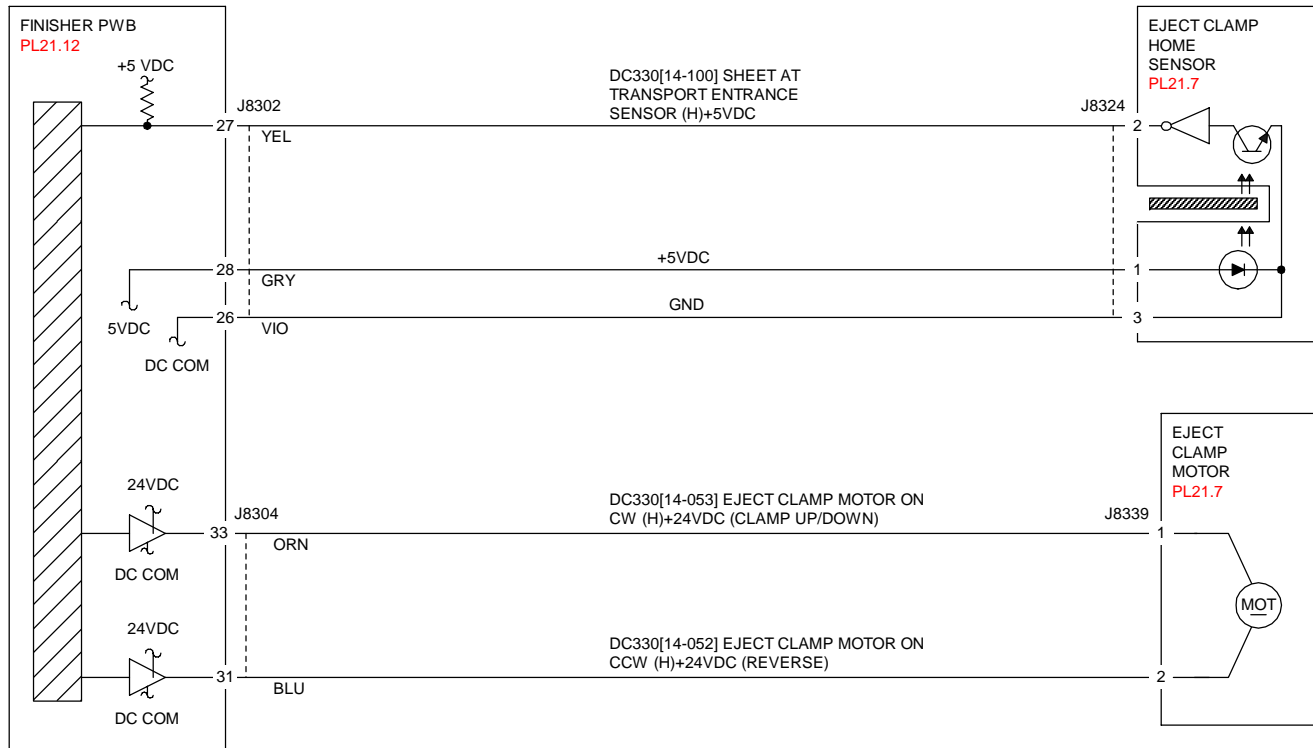 FINISHER PWB
PL21.12
+5 VDC
J8302
27
YEL
DC330[14-100] SHEET AT
TRANSPORT ENTRANCE
SENSOR (H)+5VDC
J8324
2
EJECT CLAMP
HOME
SENSOR
PL21.7
28
GRY
+5VDC
1
5VDC
26
VIO
GND
3
DC COM
24VDC
J8304
33
ORN
DC COM
DC330[14-053] EJECT CLAMP MOTOR ON
CW (H)+24VDC (CLAMP UP/DOWN)
J8339
1
EJECT
CLAMP
MOTOR
PL21.7
MOT
24VDC
31
BLU
DC COM
DC330[14-052] EJECT CLAMP MOTOR ON
CCW (H)+24VDC (REVERSE)
2